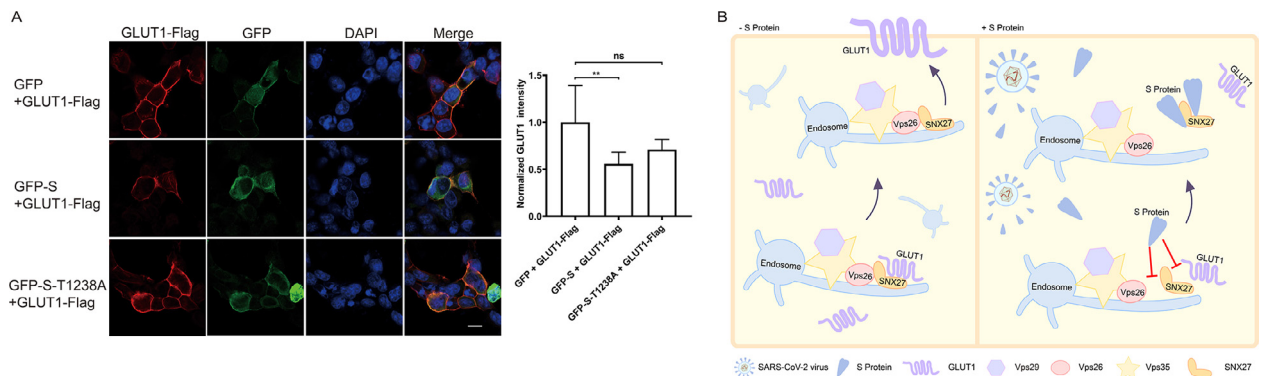 A
GLUT1-Flag GFP DAPI Merge
GFP
+GLUT1-Flag
GFP-S
+GLUT1-Flag
GFP-S-T1238A
+GLUT1-Flag
Normalized GLUT1 intensity
1.5
1.0
0.5
0.0
ns
**
GFP + GLUT1-Flag
GFP-S + GLUT1-Flag
GFP-S-T1238A + GLUT1-Flag
B
- S Protein
GLUT1
Endosome
Vps26
SNX27
Endosome
Vps26
SNX27
GLUT1
+ S Protein
GLUT1
S Protein
SNX27
Endosome
Vps26
S Protein
GLUT1
Endosome
Vps26
SNX27
SARS-CoV-2 virus S Protein GLUT1 Vps20 Vps26 Vps35 SNX27